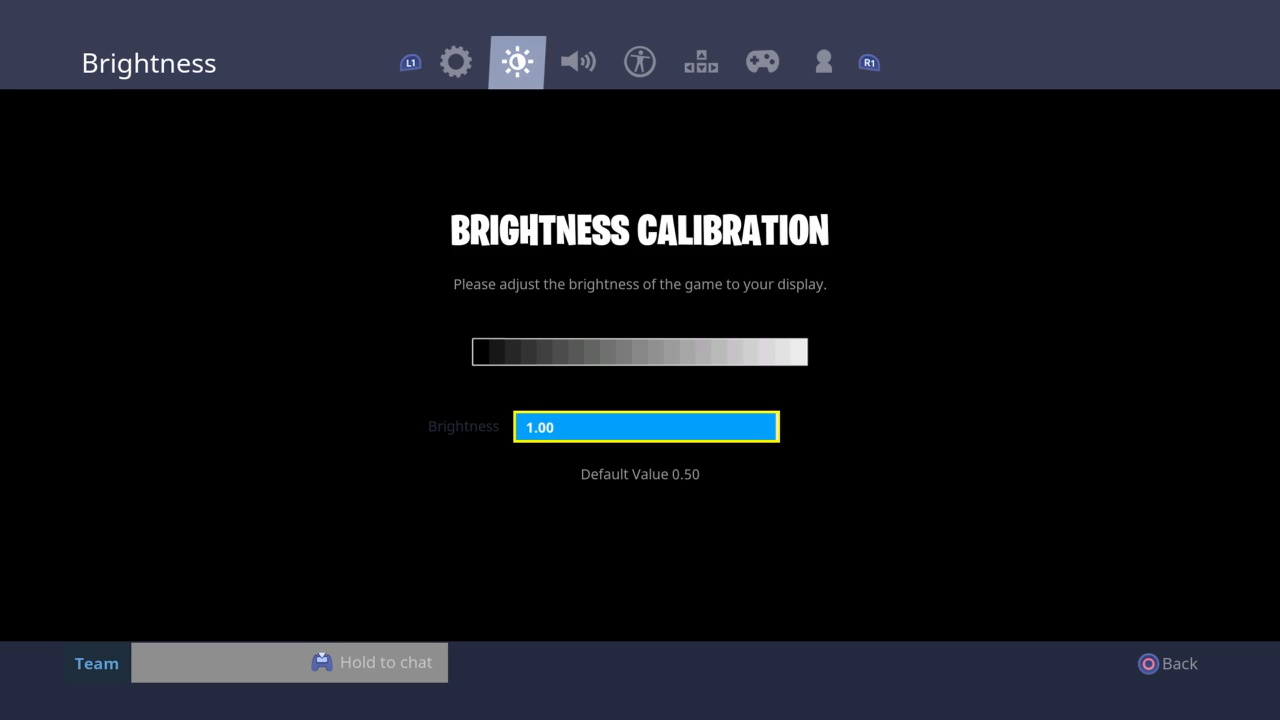 Brightness
L1
R1
BRIGHTNESS CALIBRATION
Please adjust the brightness of the game to your display.
Brightness 1.00
Default Value 0.50
Team Hold to chat Back